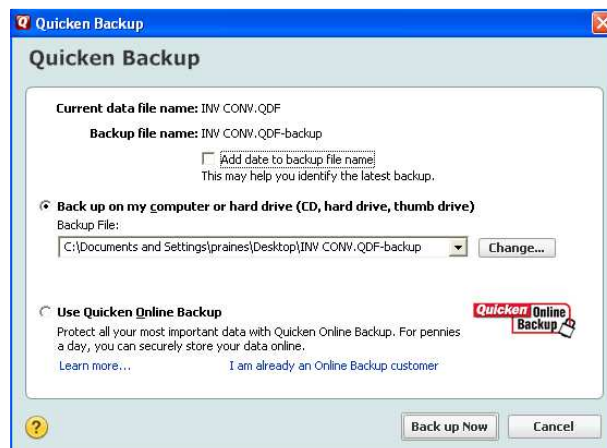 Quicken Backup
Quicken Backup
Current data file name: INV CONV.QDF
Backup file name: INV CONV.QDF-backup
Add date to backup file name
This may help you identify the latest backup.
Back up on my computer or hard drive (CD, hard drive, thumb drive)
Backup File:
C:\Documents and Settings\praines\Desktop\INV CONV.QDF-backup Change...
Use Quicken Online Backup
Quicken Online
Backup
Protect all your most important data with Quicken Online Backup. For pennies
a day, you can securely store your data online.
Learn more... I am already an Online Backup customer
? Back up Now Cancel